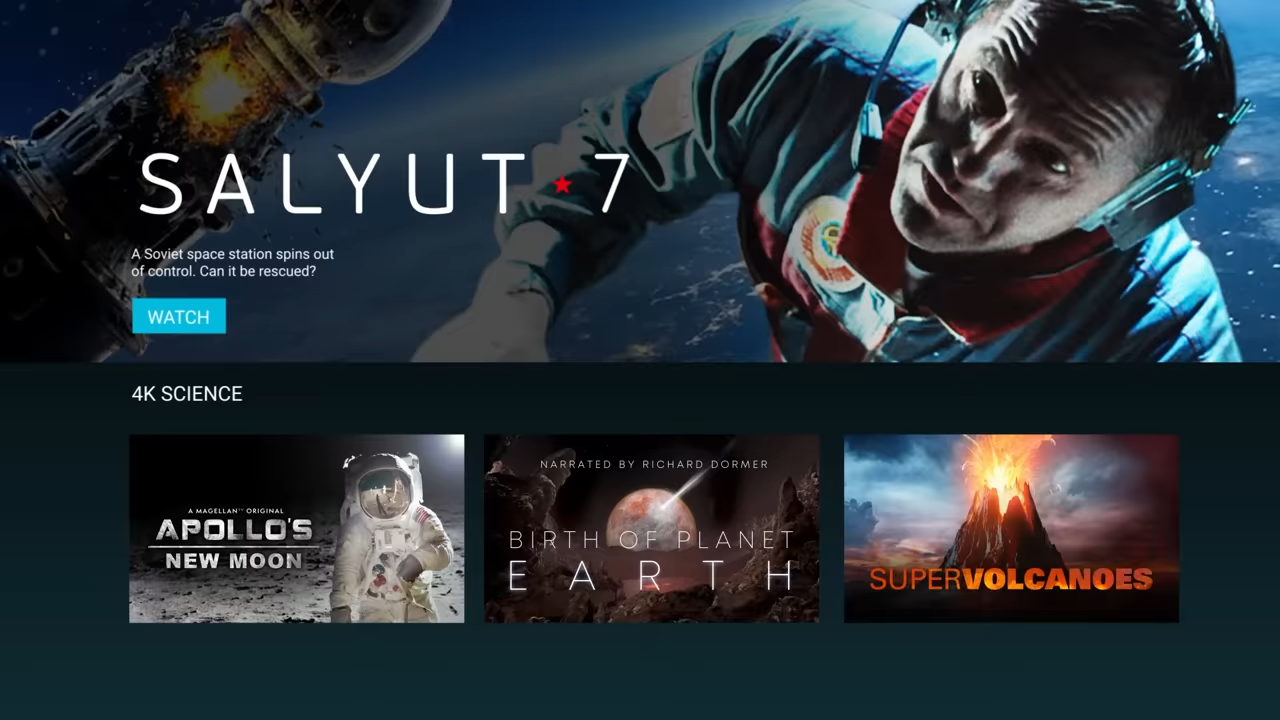 SALYUT★7
A Soviet space station spins out
of control. Can it be rescued?
WATCH
4K SCIENCE
A MAGELLAN™ ORIGINAL
APOLLO'S
NEW MOON
NARRATED BY RICHARD DORMER
BIRTH OF PLANET
EARTH
SUPERVOLCANOES